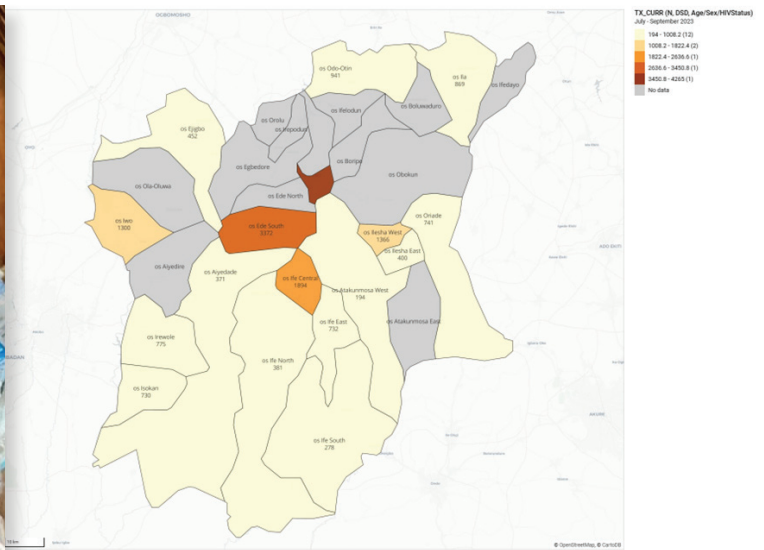 OGBOMOSHO
TX_CURR (N, DSD, Age/Sex/HIVStatus)
July - September 2023
194 - 1008.2 (12)
1008.2 - 1822.4 (2)
1822.4 - 2636.6 (1)
2636.6 - 3450.8 (1)
3450.8 - 4265 (1)
No data
os Odo-Otin
941
os Ila
869
os Ifedayo
os Boluwaduro
os Ifelodun
os Orolu
os Irepodun
os Ejigbo
452
os Egbedore
os Boripe
os Obokun
os Ola-Oluwa
os Ede North
os Iwo
1300
os Ede South
3372
os Oriade
741
os Ilesha West
1366
os Ilesha East
400
os Aiyedire
os Aiyedade
371
os Ife Central
1894
os Atakunmosa West
194
os Ife East
732
os Atakunmosa East
os Irewole
775
os Ife North
381
os Isokan
730
os Ife South
278
IBADAN
AKURE
ADO-EKITI
10 km
© OpenStreetMap, © CartoDB